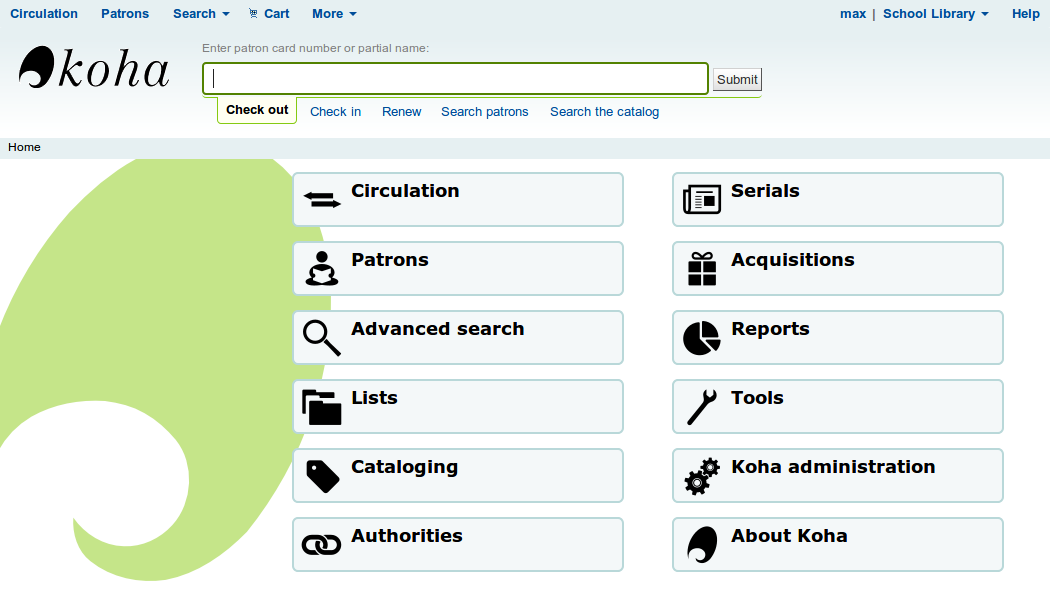 Circulation Patrons Search Cart More max | School Library Help
koha
Enter patron card number or partial name:
Submit
Check out Check in Renew Search patrons Search the catalog
Home
Circulation Serials
Patrons Acquisitions
Advanced search Reports
Lists Tools
Cataloging Koha administration
Authorities About Koha